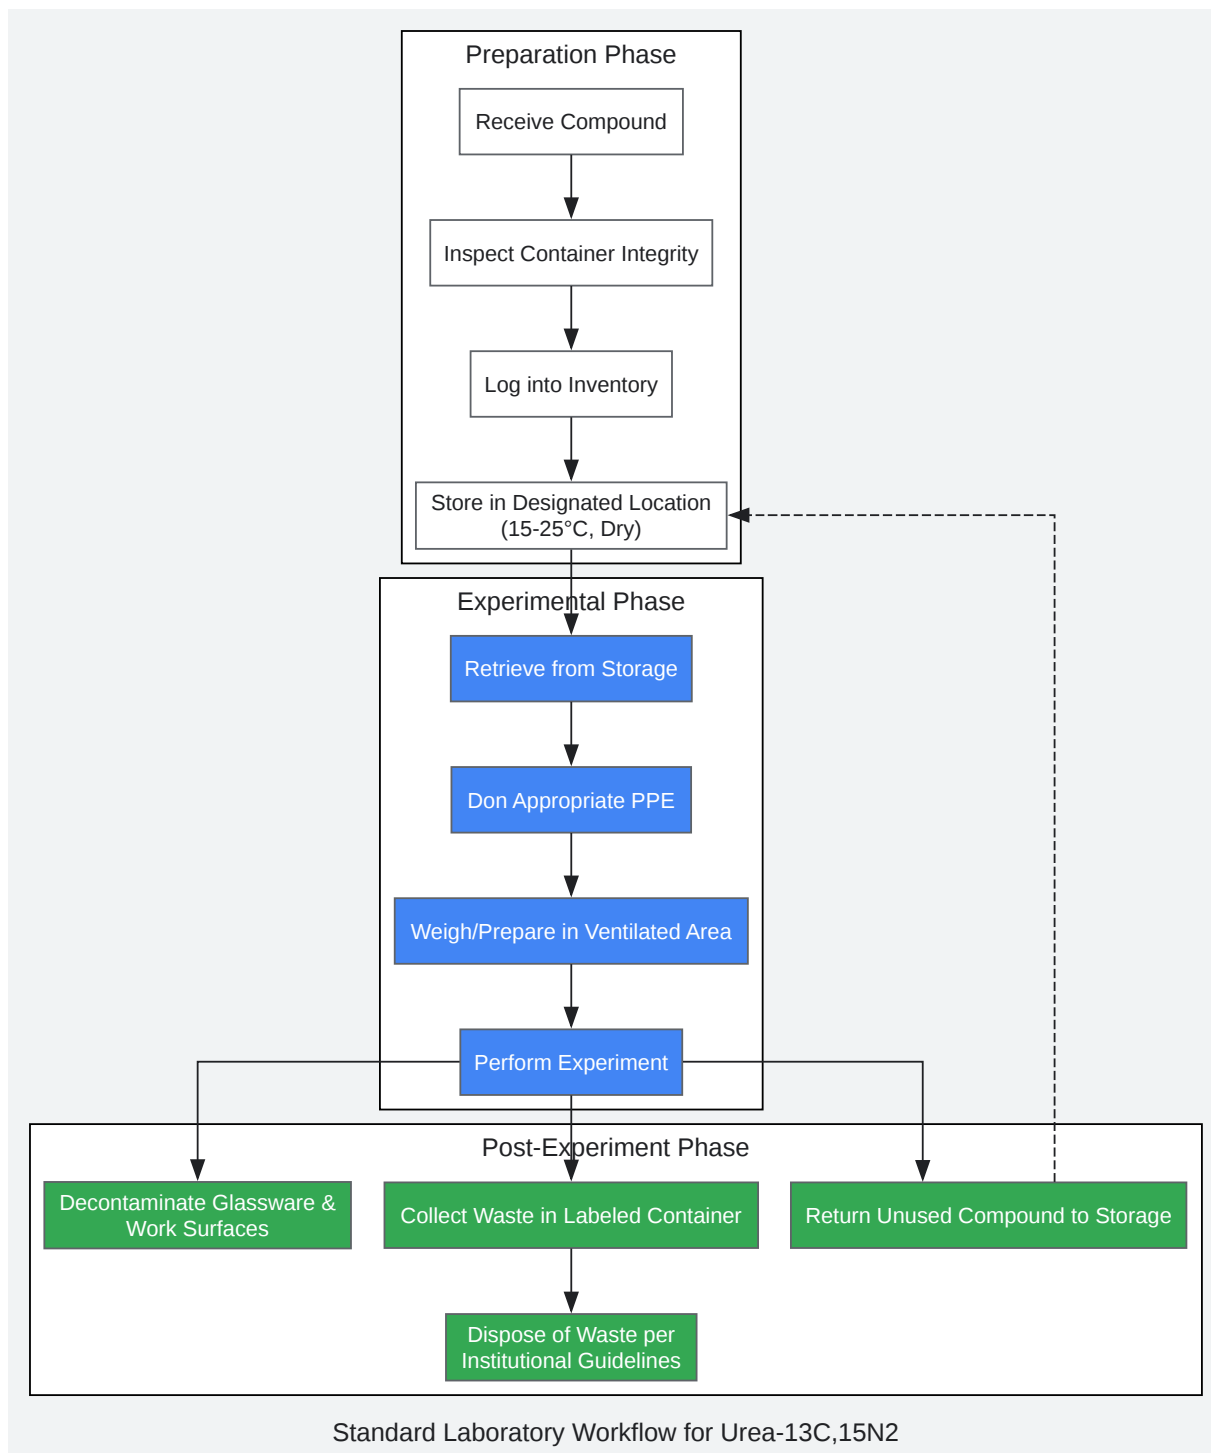 Preparation Phase
Receive Compound
Inspect Container Integrity
Log into Inventory
Store in Designated Location
(15-25°C, Dry)
Experimental Phase
Retrieve from Storage
Don Appropriate PPE
Weigh/Prepare in Ventilated Area
Perform Experiment
Post-Experiment Phase
Decontaminate Glassware &
Work Surfaces
Collect Waste in Labeled Container
Return Unused Compound to Storage
Dispose of Waste per
Institutional Guidelines
Standard Laboratory Workflow for Urea-13C,15N2